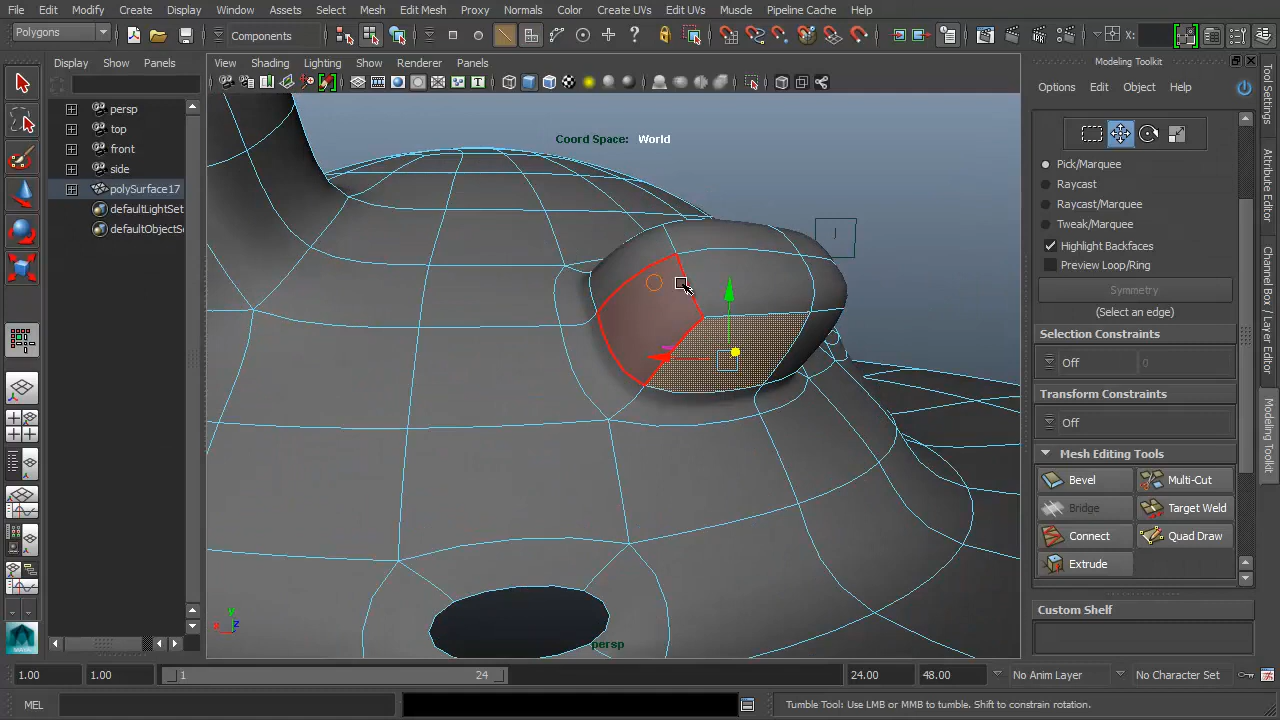 File Edit Modify Create Display Window Assets Select Mesh Edit Mesh Proxy Normals Color Create UVs Edit UVs Muscle Pipeline Cache Help
Polygons Components X:
Display Show Panels View Shading Lighting Show Renderer Panels Modeling Toolkit
Edit Object Help
persp
top
front
side
polySurface17
defaultLightSet
defaultObjectSe
Coord Space: World
Pick/Marquee
Raycast
Raycast/Marquee
Tweak/Marquee
Highlight Backfaces
Preview Loop/Ring
Symmetry
(Select an edge)
Selection Constraints
Off 0
Transform Constraints
Off
Mesh Editing Tools
Bevel Multi-Cut
Bridge Target Weld
Connect Quad Draw
Extrude
Custom Shelf
Options
Tool Settings
Attribute Editor
Modeling Toolkit
y
x z
persp
1.00 1.00 1 24 24.00 48.00 No Anim Layer No Character Set
MEL Tumble Tool: Use LMB or MMB to tumble. Shift to constrain rotation.